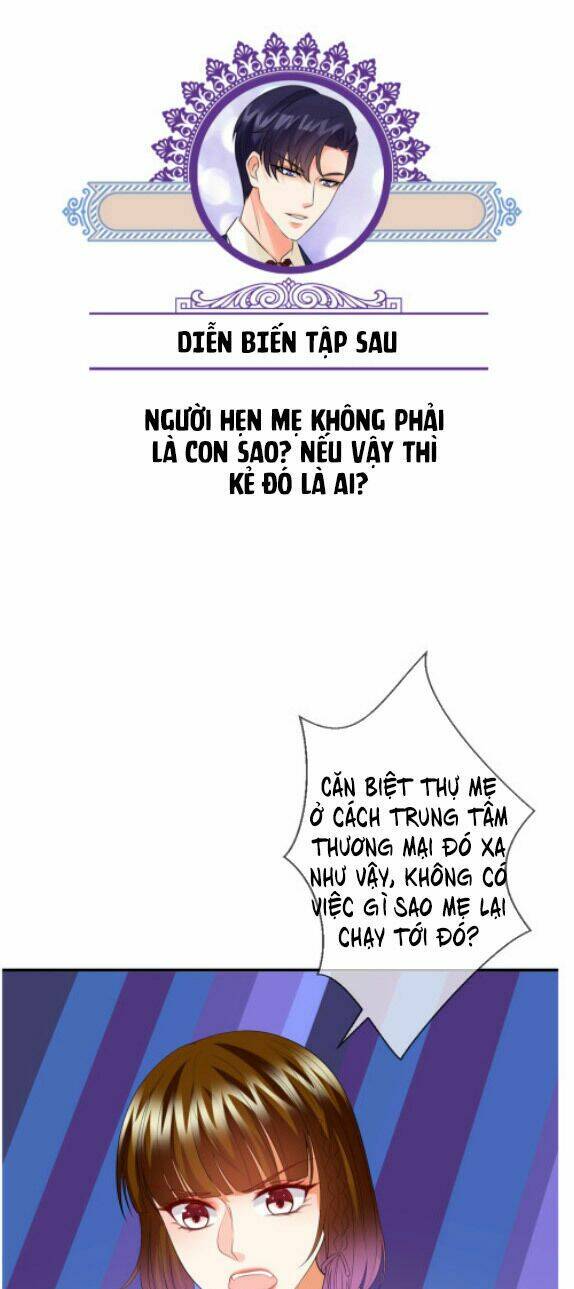 DIỄN BIẾN TẬP SAU
NGƯỜI HẸN MẸ KHÔNG PHẢI
LÀ CON SAO? NẾU VẬY THÌ
KẺ ĐÓ LÀ AI?
CĂN BIỆT THỰ MẸ
Ở CÁCH TRUNG TÂM
THƯƠNG MẠI ĐÓ XA
NHƯ VẬY, KHÔNG CÓ
VIỆC GÌ SAO MẸ LẠI
CHẠY TỚI ĐÓ?